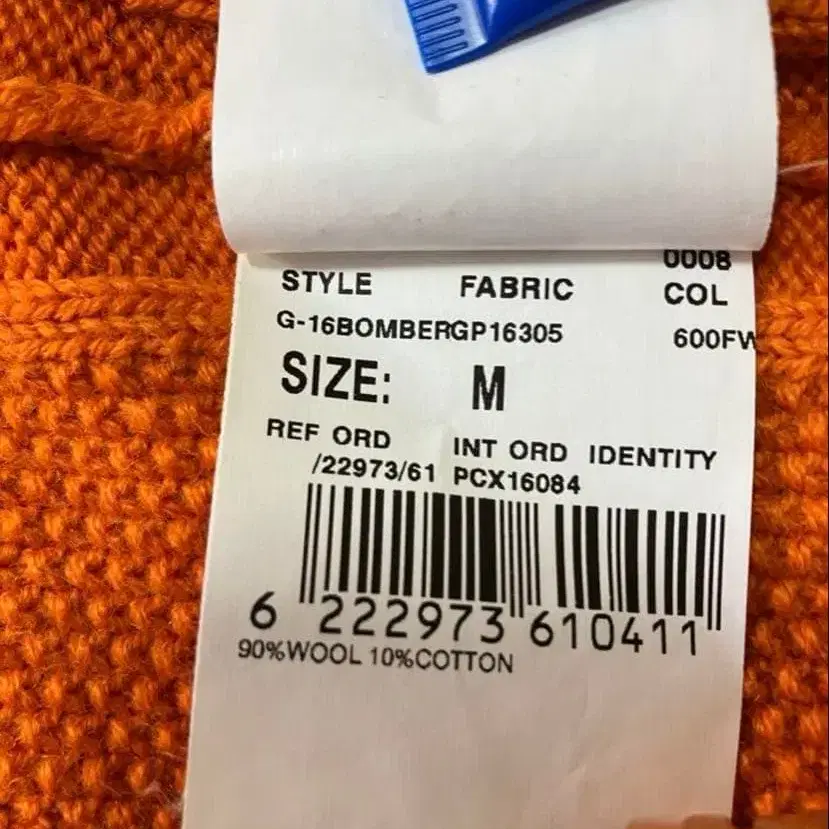 0008
STYLE FABRIC COL
G-16BOMBERGP16305 600FW
SIZE: M
REF ORD INT ORD IDENTITY
/22973/61 PCX16084
6 222973 610411
90%WOOL 10%COTTON